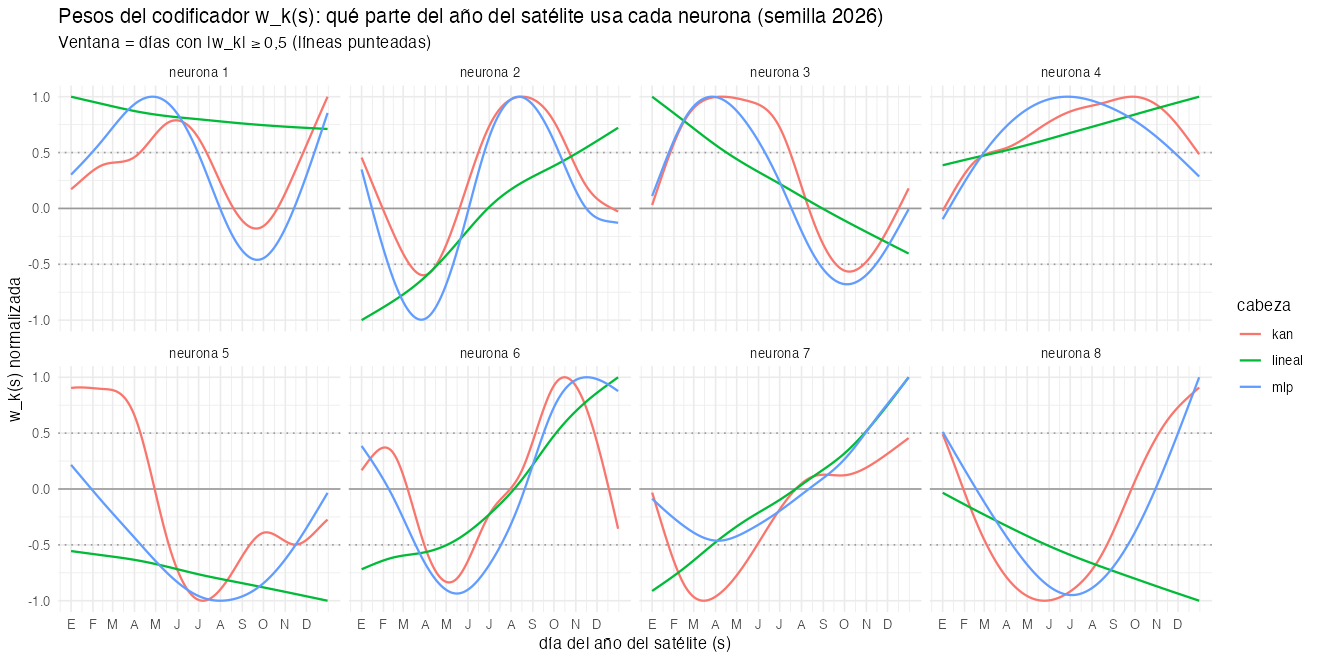 Pesos del codificador w_k(s): qué parte del año del satélite usa cada neurona (semilla 2026)
Ventana = días con |w_k| ≥ 0,5 (líneas punteadas)
neurona 1 neurona 2 neurona 3 neurona 4
1.0
0.5
0.0
-0.5
-1.0
neurona 5 neurona 6 neurona 7 neurona 8
1.0
0.5
0.0
-0.5
-1.0
E F M A M J J A S O N D E F M A M J J A S O N D E F M A M J J A S O N D E F M A M J J A S O N D
día del año del satélite (s)
w_k(s) normalizada
cabeza
kan
lineal
mlp